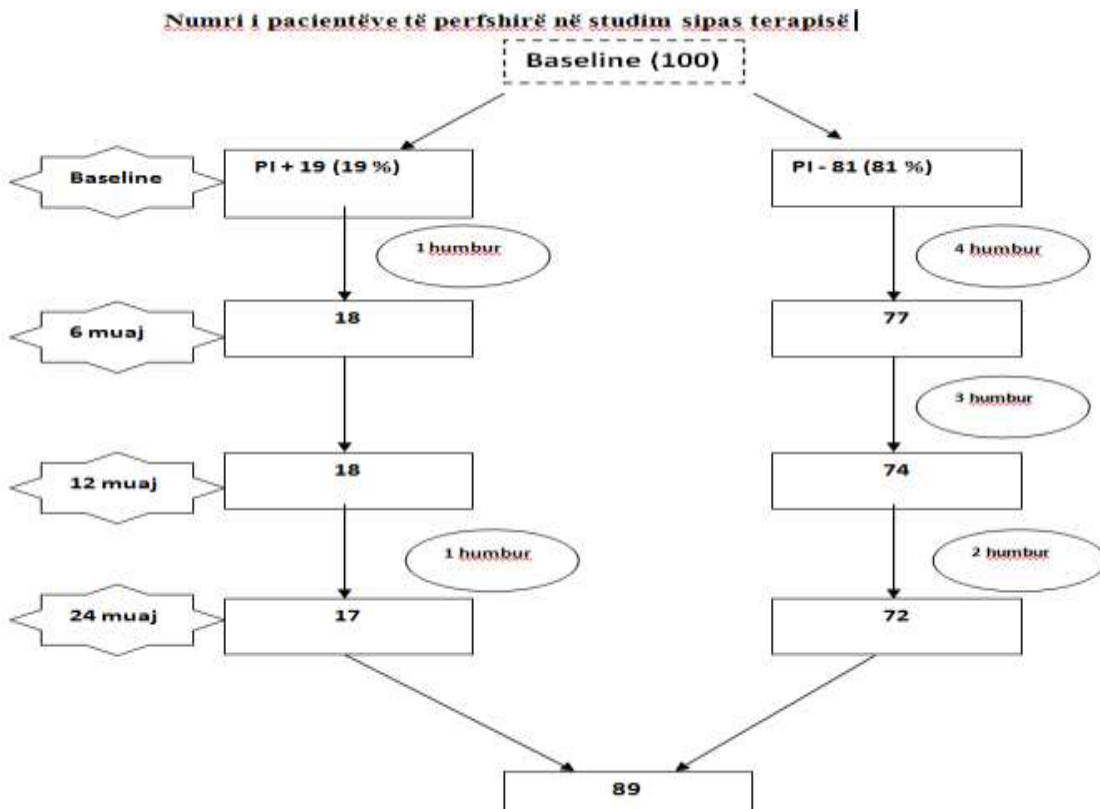 Numri i pacientëve të perfshirë në studim sipas terapisë
Baseline (100)
Baseline
PI + 19 (19 %)
PI - 81 (81 %)
1 humbur
4 humbur
6 muaj
18
77
3 humbur
12 muaj
18
74
1 humbur
2 humbur
24 muaj
17
72
89